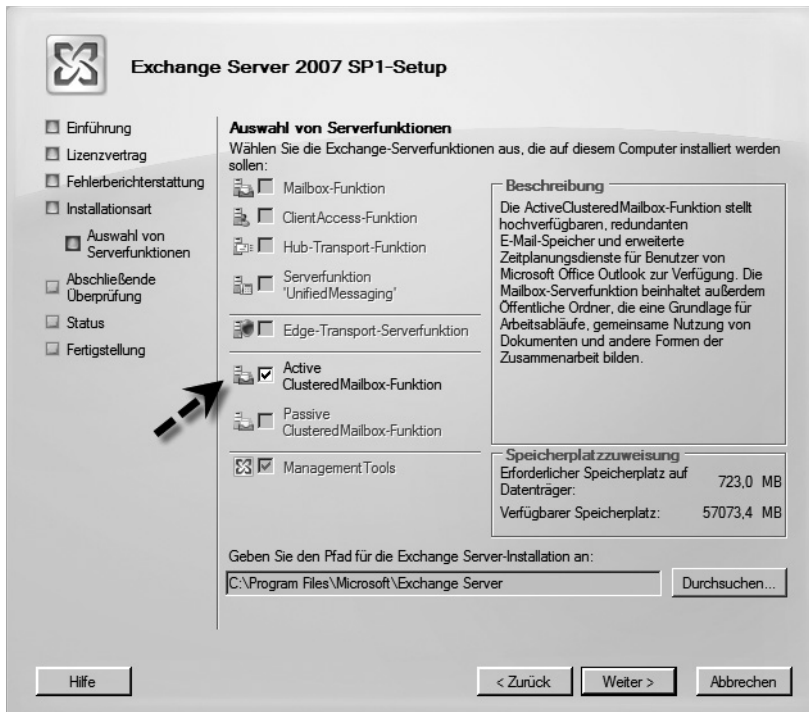 Exchange Server 2007 SP1-Setup
Einführung
Lizenzvertrag
Fehlerberichterstattung
Installationsart
Auswahl von
Serverfunktionen
Abschließende
Überprüfung
Status
Fertigstellung
Auswahl von Serverfunktionen
Wählen Sie die Exchange-Serverfunktionen aus, die auf diesem Computer installiert werden
sollen:
Mailbox-Funktion
ClientAccess-Funktion
Hub-Transport-Funktion
Serverfunktion
'UnifiedMessaging'
Edge-Transport-Serverfunktion
Active
ClusteredMailbox-Funktion
Passive
ClusteredMailbox-Funktion
ManagementTools
Beschreibung
Die ActiveClusteredMailbox-Funktion stellt
hochverfügbaren, redundanten
E-Mail-Speicher und erweiterte
Zeitplanungsdienste für Benutzer von
Microsoft Office Outlook zur Verfügung. Die
Mailbox-Serverfunktion beinhaltet außerdem
Öffentliche Ordner, die eine Grundlage für
Arbeitsabläufe, gemeinsame Nutzung von
Dokumenten und andere Formen der
Zusammenarbeit bilden.
Speicherplatzzuweisung
Erforderlicher Speicherplatz auf
Datenträger: 723,0 MB
Verfügbarer Speicherplatz: 57073,4 MB
Geben Sie den Pfad für die Exchange Server-Installation an:
C:\Program Files\Microsoft\Exchange Server
Durchsuchen...
Hilfe
< Zurück
Weiter >
Abbrechen